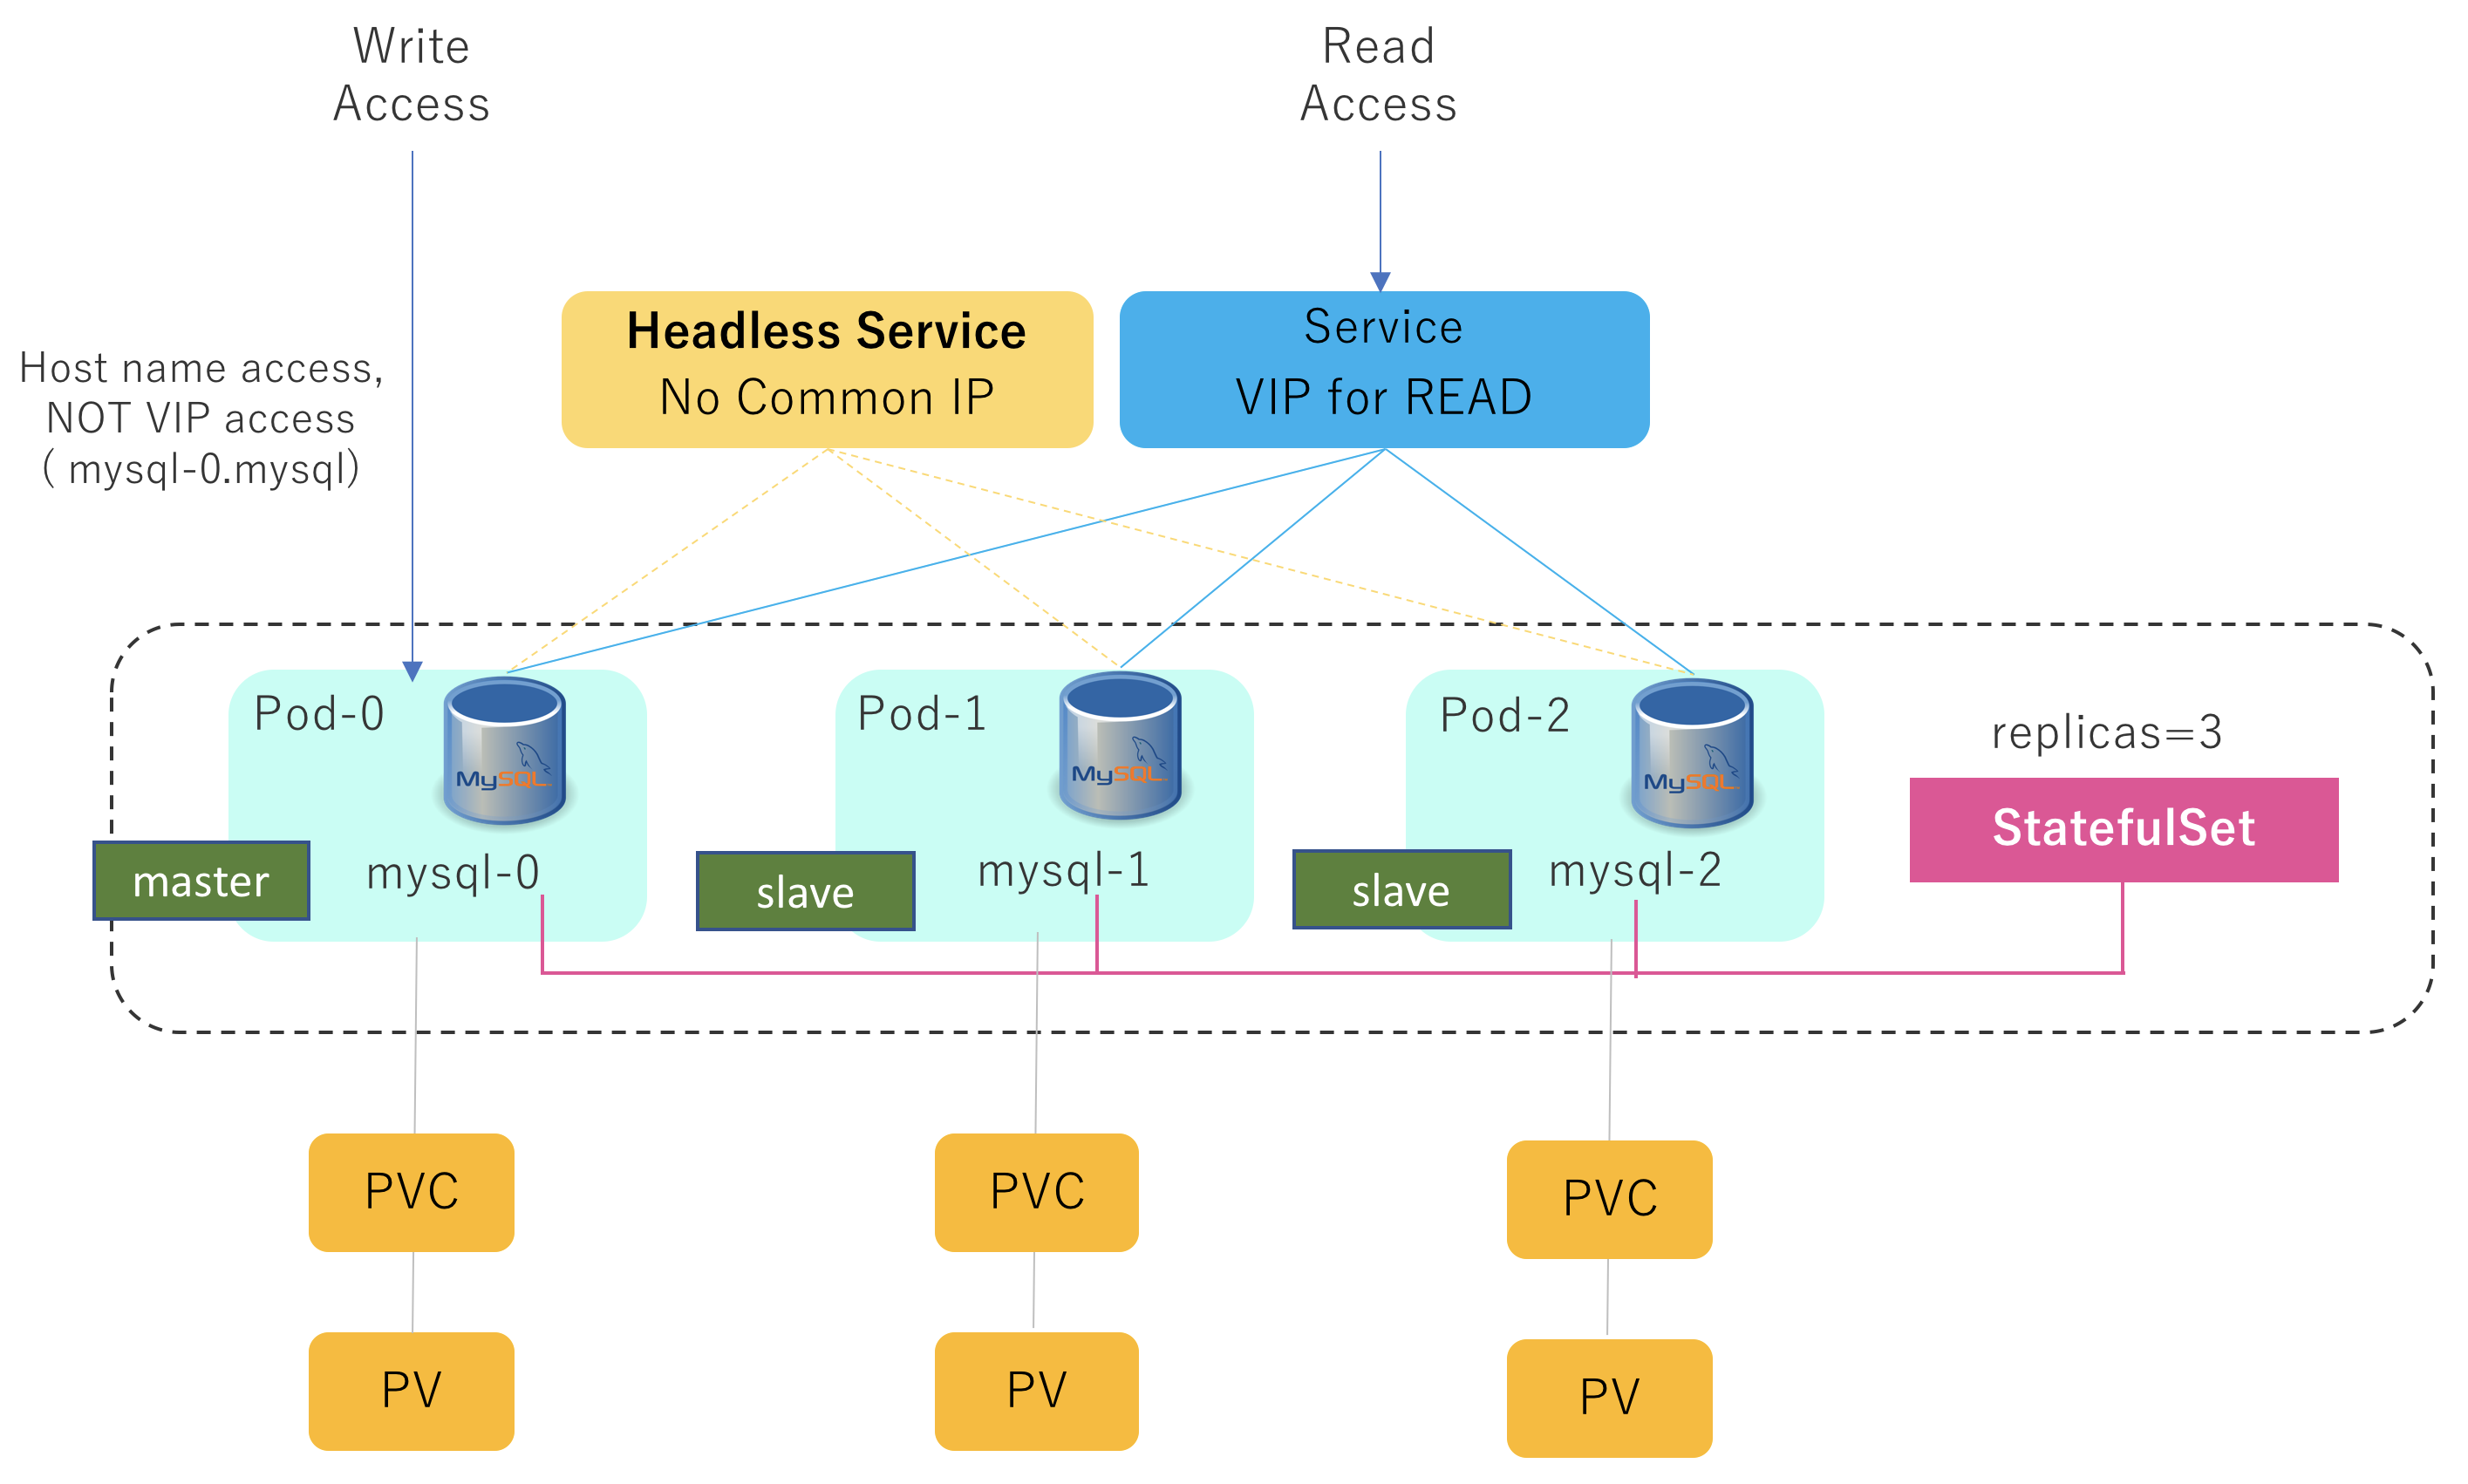 Write
Access
Read
Access
Headless Service
No Common IP
Service
VIP for READ
Host name access,
NOT VIP access
( mysql-0.mysql)
Pod-0
MySQL
mysql-0
master
Pod-1
MySQL
mysql-1
slave
Pod-2
MySQL
mysql-2
slave
replicas=3
StatefulSet
PVC
PVC
PVC
PV
PV
PV